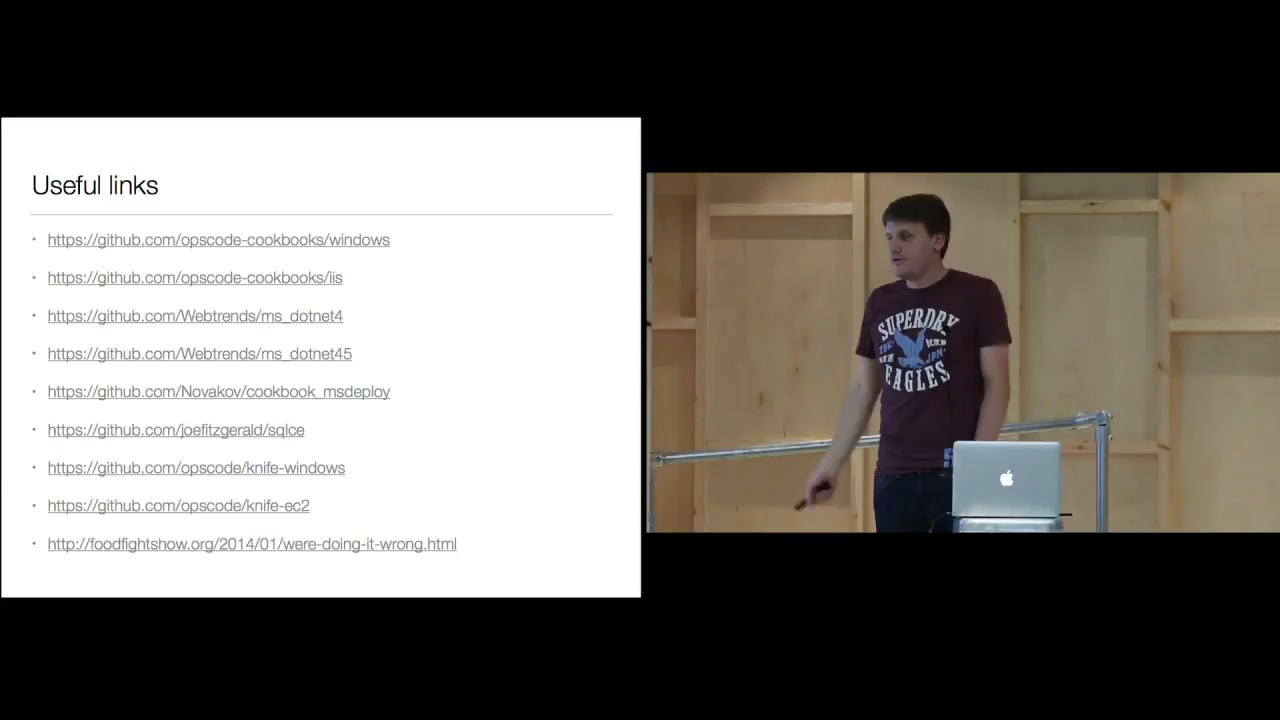 Useful links
• https://github.com/opscode-cookbooks/windows
• https://github.com/opscode-cookbooks/iis
• https://github.com/Webtrends/ms_dotnet4
• https://github.com/Webtrends/ms_dotnet45
• https://github.com/Novakov/cookbook_msdeploy
• https://github.com/joefitzgerald/sqlce
• https://github.com/opscode/knife-windows
• https://github.com/opscode/knife-ec2
• http://foodfightshow.org/2014/01/were-doing-it-wrong.html
SUPERDRY
JPN
EAGLES